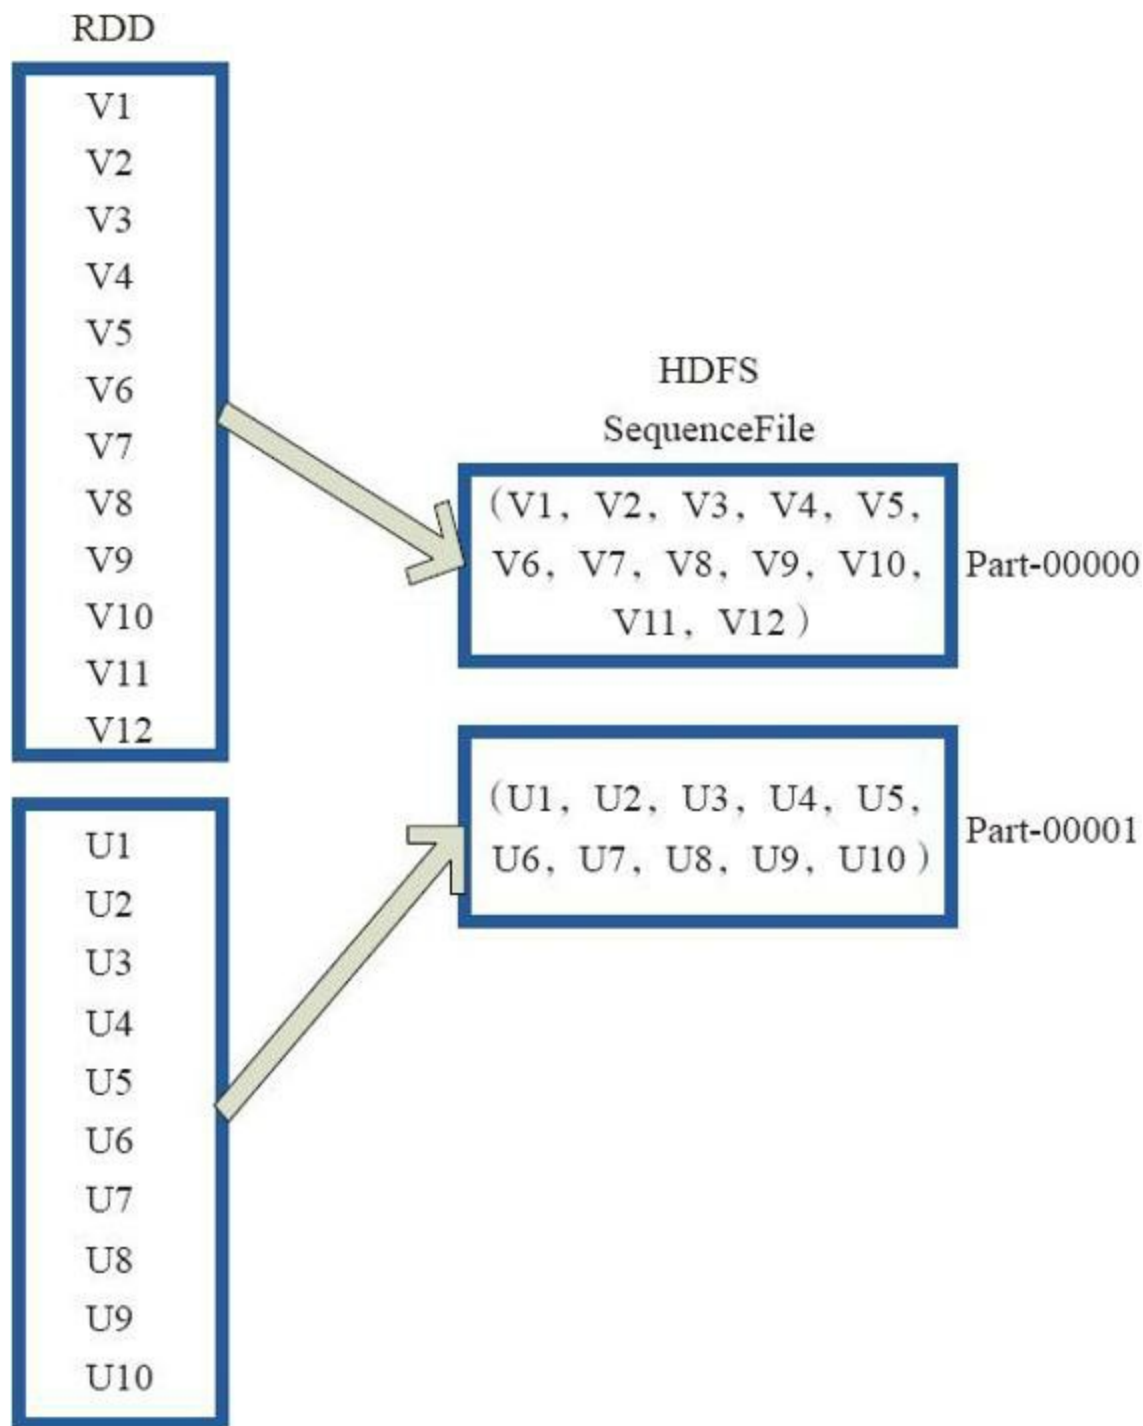 RDD
V1
V2
V3
V4
V5
V6
V7
V8
V9
V10
V11
V12
U1
U2
U3
U4
U5
U6
U7
U8
U9
U10
HDFS
SequenceFile
（V1，V2，V3，V4，V5，
V6，V7，V8，V9，V10，
V11，V12）
Part-00000
（U1，U2，U3，U4，U5，
U6，U7，U8，U9，U10）
Part-00001